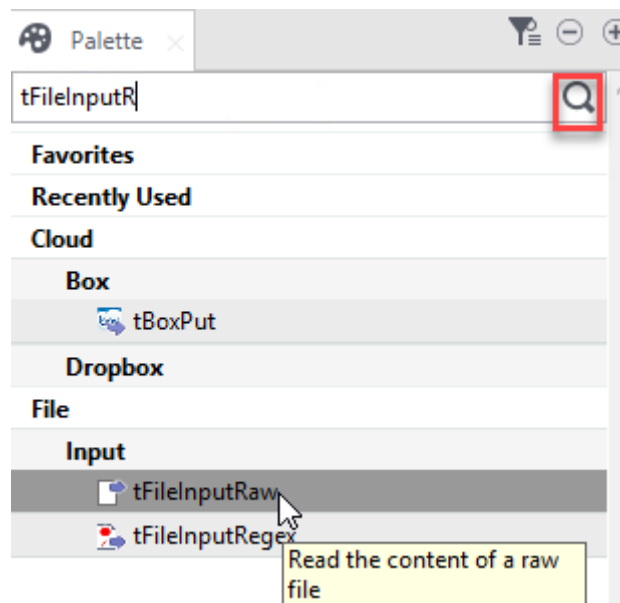 Palette
tFileInputR
Favorites
Recently Used
Cloud
Box
tBoxPut
Dropbox
File
Input
tFileInputRaw
tFileInputRegex
Read the content of a raw
file